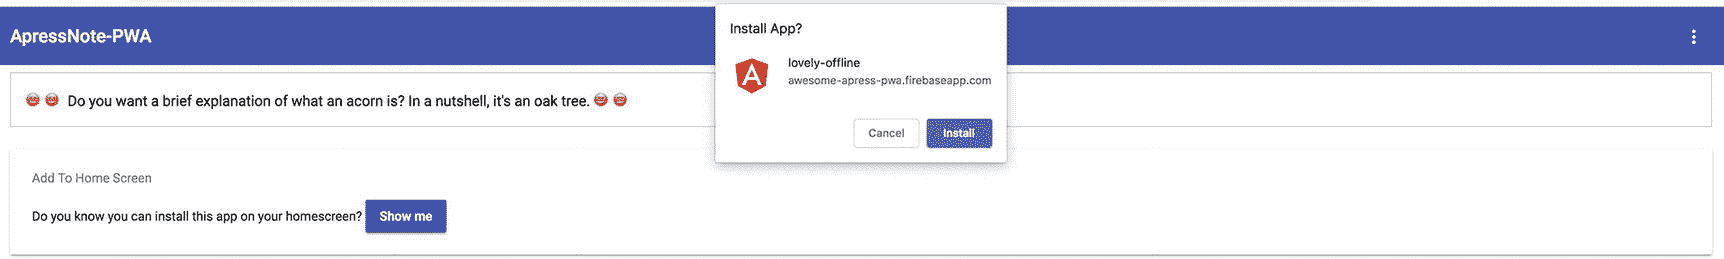 ApressNote-PWA
Install App?
lovely-offline
awesome-apress-pwa.firebaseapp.com
Cancel
Install
Do you want a brief explanation of what an acorn is? In a nutshell, it's an oak tree.
Add To Home Screen
Do you know you can install this app on your homescreen? Show me